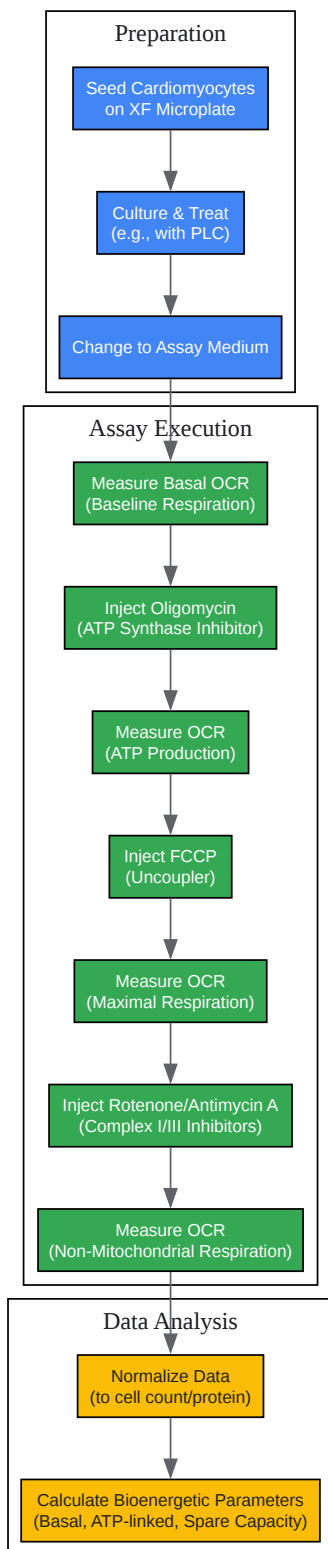 Preparation
Seed Cardiomyocytes
on XF Microplate
Culture & Treat
(e.g., with PLC)
Change to Assay Medium
Assay Execution
Measure Basal OCR
(Baseline Respiration)
Inject Oligomycin
(ATP Synthase Inhibitor)
Measure OCR
(ATP Production)
Inject FCCP
(Uncoupler)
Measure OCR
(Maximal Respiration)
Inject Rotenone/Antimycin A
(Complex I/III Inhibitors)
Measure OCR
(Non-Mitochondrial Respiration)
Data Analysis
Normalize Data
(to cell count/protein)
Calculate Bioenergetic Parameters
(Basal, ATP-linked, Spare Capacity)